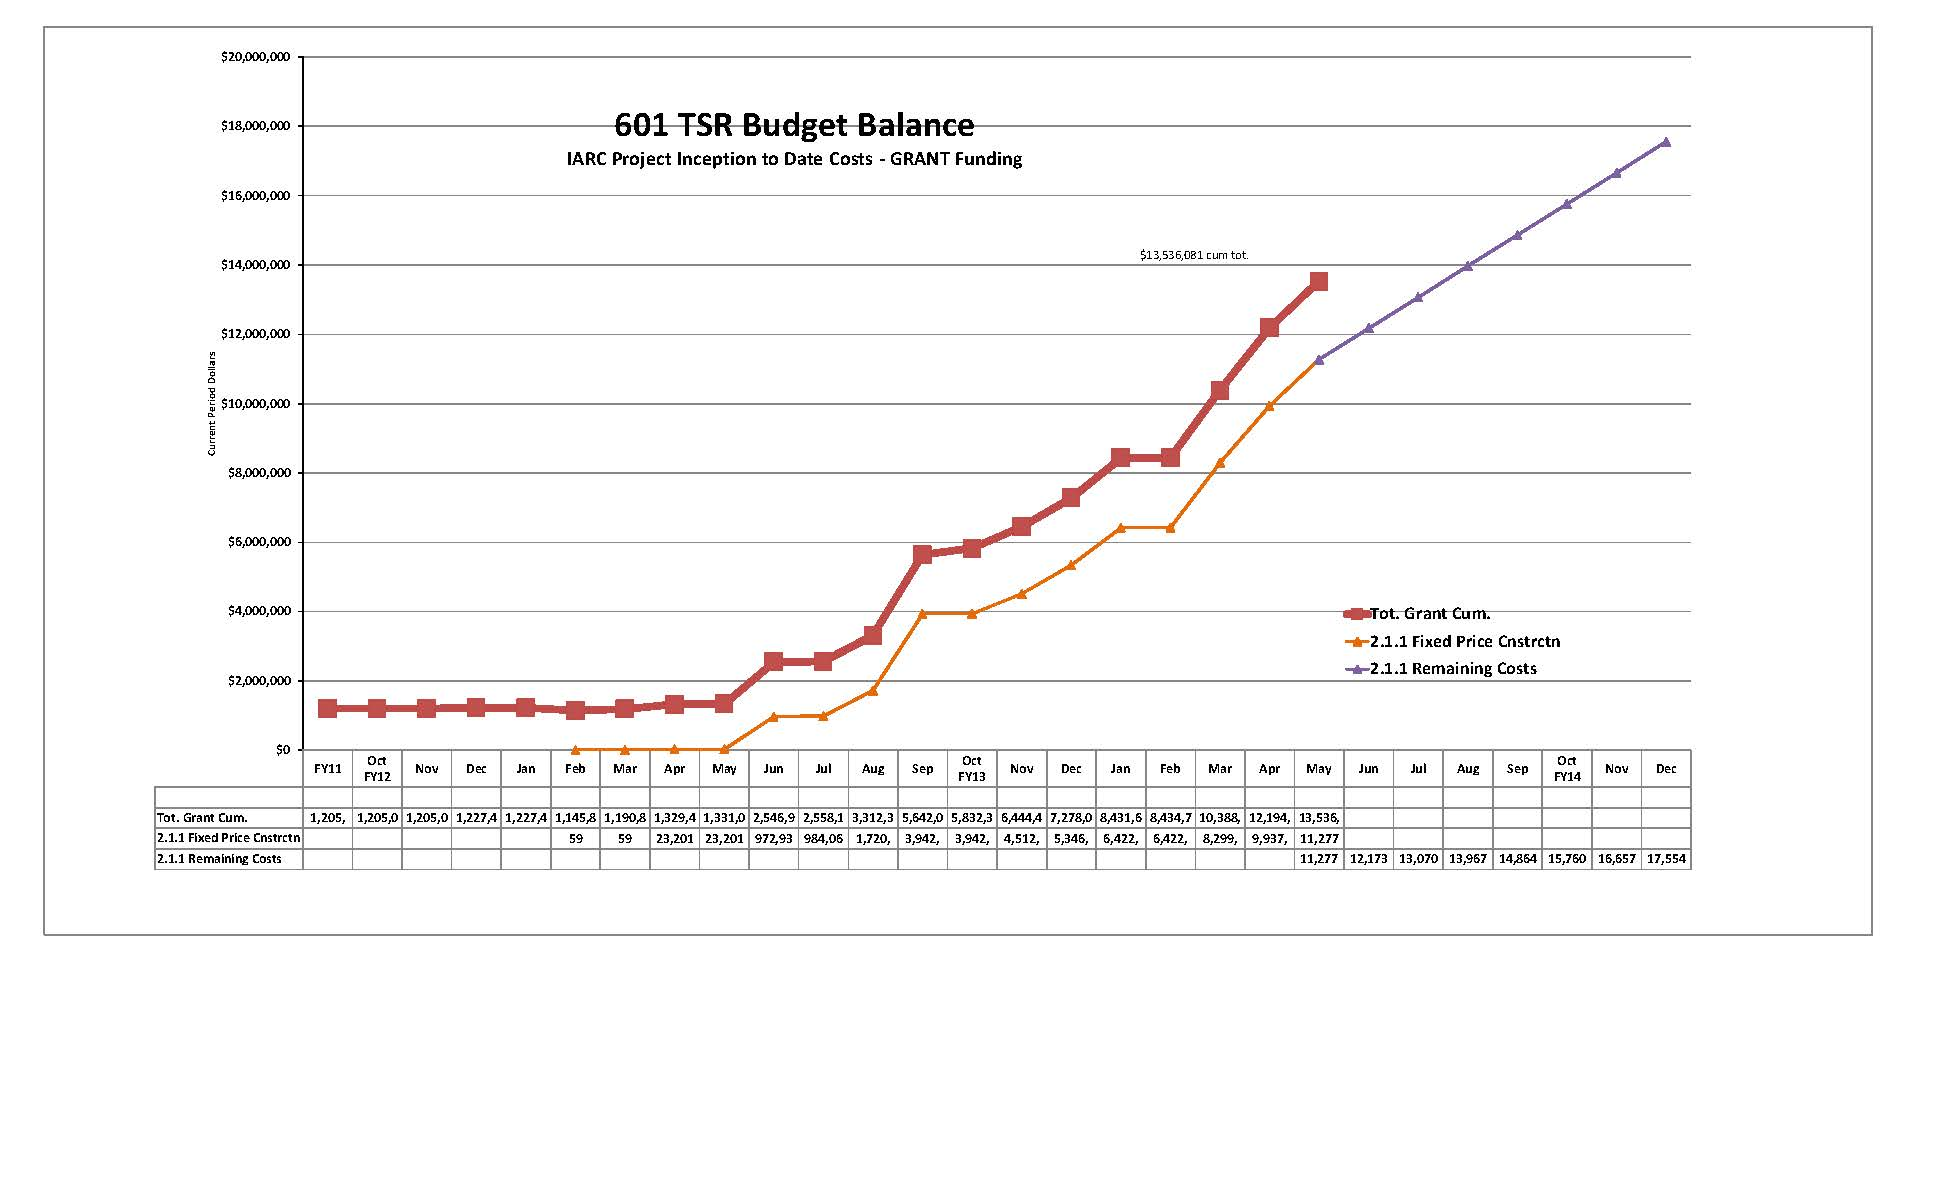 $20,000,000
601 TSR Budget Balance
$18,000,000
IARC Project Inception to Date Costs - GRANT Funding
$16,000,000
$13,536,081 cum tot.
$14,000,000
$12,000,000
Current Period Dollars
$10,000,000
$8,000,000
$6,000,000
$4,000,000
Tot. Grant Cum.
2.1.1 Fixed Price Cnstrctn
2.1.1 Remaining Costs
$2,000,000
$0
FY11 Oct FY12 Nov Dec Jan Feb Mar Apr May Jun Jul Aug Sep Oct FY13 Nov Dec Jan Feb Mar Apr May Jun Jul Aug Sep Oct FY14 Nov Dec
Tot. Grant Cum. 1,205, 1,205,0 1,205,0 1,227,4 1,227,4 1,145,8 1,190,8 1,329,4 1,331,0 2,546,9 2,558,1 3,312,3 5,642,0 5,832,3 6,444,4 7,278,0 8,431,6 8,434,7 10,388, 12,194, 13,536,
2.1.1 Fixed Price Cnstrctn 59 59 23,201 23,201 972,93 984,06 1,720, 3,942, 3,942, 4,512, 5,346, 6,422, 6,422, 8,299, 9,937, 11,277
2.1.1 Remaining Costs 11,277 12,173 13,070 13,967 14,864 15,760 16,657 17,554